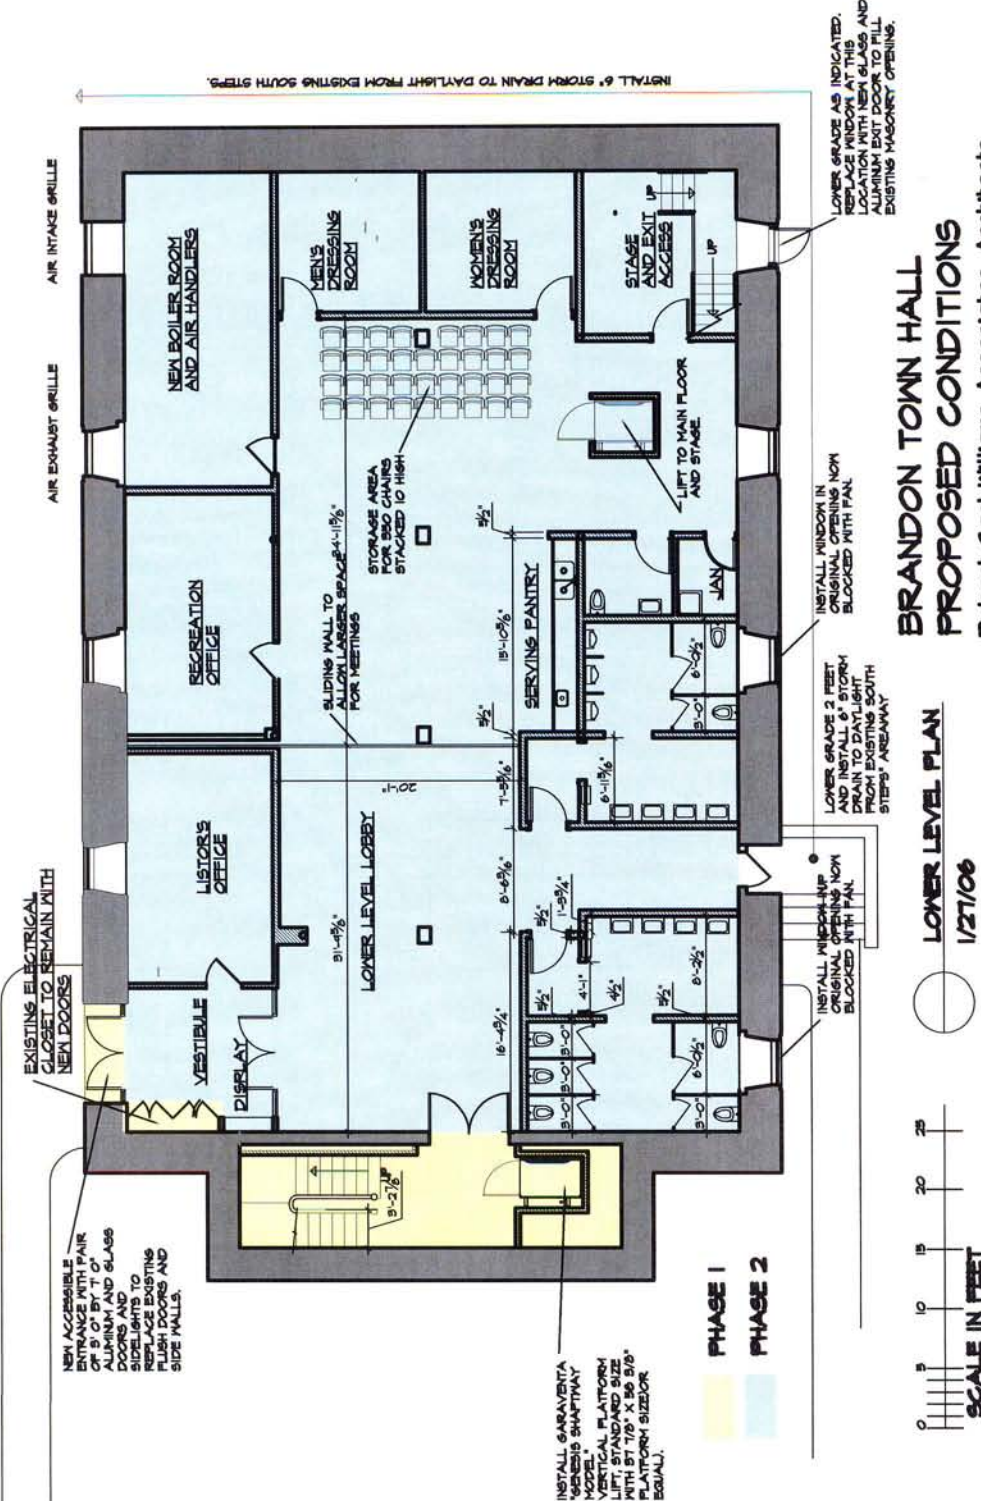 INSTALL 6" STORM DRAIN TO DAYLIGHT FROM EXISTING SOUTH STEPS.
AIR EXHAUST GRILLE
AIR INTAKE GRILLE
EXISTING ELECTRICAL
CLOSET TO REMAIN WITH
NEW DOORS
NEW ACCESSIBLE
ENTRANCE WITH PAIR
OF 3' 0" BY 7' 0"
ALUMINUM AND GLASS
DOORS AND
SIDELIGHTS TO
REPLACE EXISTING
FLUSH DOORS AND
SIDE WALLS.
VESTIBULE
DISPLAY
LISTOR'S
OFFICE
RECREATION
OFFICE
NEW BOILER ROOM
AND AIR HANDLERS
MEN'S
DRESSING
ROOM
WOMEN'S
DRESSING
ROOM
STAGE
AND EXIT
ACCESS
UP
UP
SLIDING WALL TO
ALLOW LARGER SPACE
FOR MEETINGS
34'-11⅝"
STORAGE AREA
FOR 350 CHAIRS
STACKED 10 HIGH
LIFT TO MAIN FLOOR
AND STAGE
LOWER LEVEL LOBBY
20'-1"
SERVING PANTRY
JAN
UP
INSTALL GARAVENTA
"GENESIS SHAFTWAY
MODEL"
VERTICAL PLATFORM
LIFT, STANDARD SIZE
PLATFORM SIZE)OR
EQUAL).
LOWER GRADE AS INDICATED.
REPLACE WINDOW AT THIS
LOCATION WITH NEW GLASS AND
ALUMINUM EXIT DOOR TO FILL
EXISTING MASONRY OPENING.
INSTALL WINDOW IN
ORIGINAL OPENING NOW
BLOCKED WITH FAN.
LOWER GRADE 2 FEET
AND INSTALL 6" STORM
DRAIN TO DAYLIGHT
FROM EXISTING SOUTH
STEPS' AREAWAY
INSTALL WINDOW IN
UP
ORIGINAL OPENING NOW
BLOCKED WITH FAN.
PHASE 1
PHASE 2
0 5 10 15 20 25
SCALE IN FEET
LOWER LEVEL PLAN
1/27/06
BRANDON TOWN HALL
PROPOSED CONDITIONS